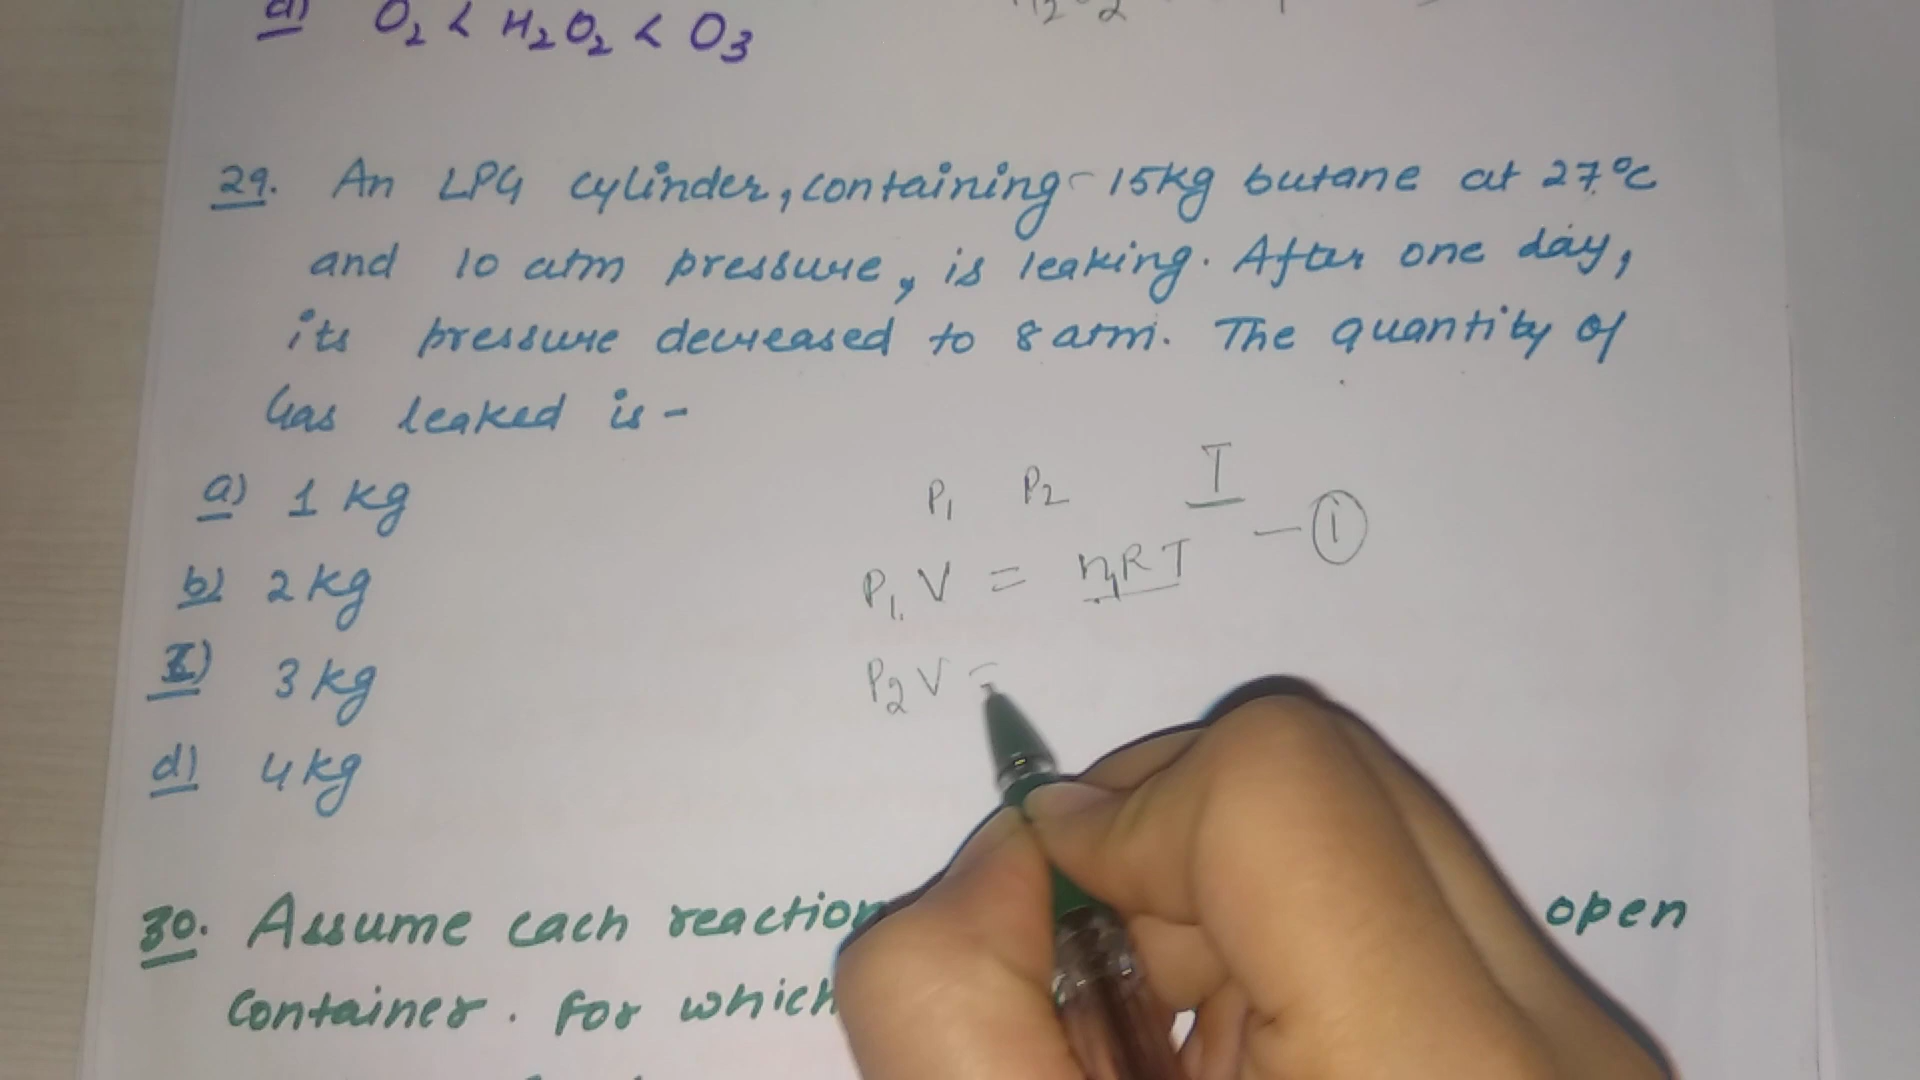 d) O₂ < H₂O₂ < O₃
29. An LPG cylinder, containing 15kg butane at 27°C
and 10 atm pressure, is leaking. After one day,
its pressure decreased to 8 atm. The quantity of
Gas leaked is -
a) 1 kg
b) 2 kg
3 kg
d) 4 kg
P₁ P₂ T
P₁V = n₁RT - ①
P₂V =
30. Assume each reaction open
Container. For which